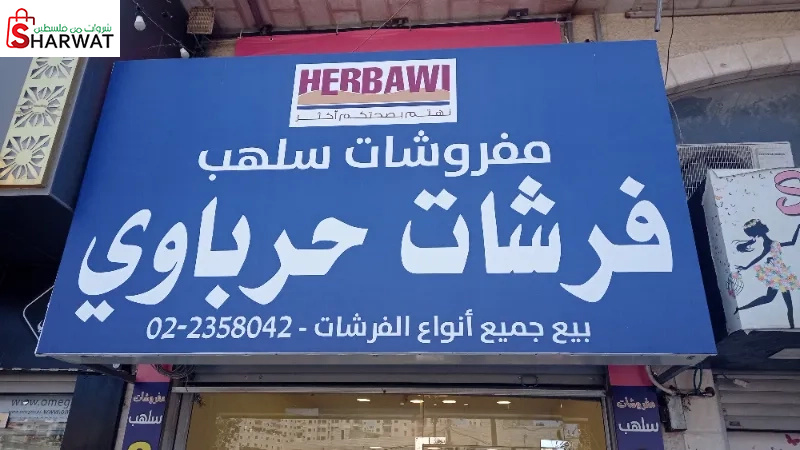 شروات من فلسطين
SHARWAT
HERBAWI
نهتم بصحتكم أكثر
مفروشات سلهب
فرشات حرباوي
بيع جميع أنواع الفرشات - 02-2358042
مفروشات
سلهب
مفروشات
سلهب